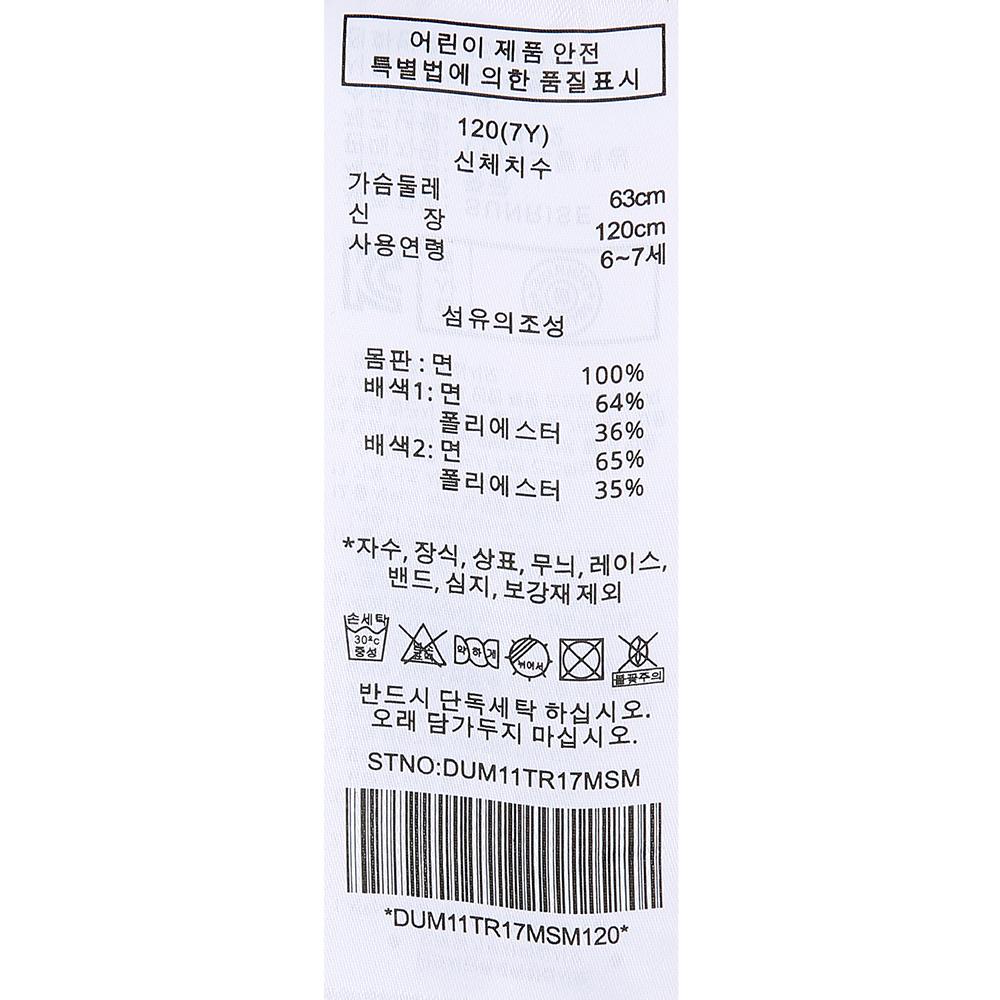 어린이 제품 안전
특별법에 의한 품질표시
120(7Y)
신체치수
가슴둘레 63cm
신 장 120cm
사용연령 6~7세
섬유의조성
몸판 : 면 100%
배색1: 면 64%
폴리에스터 36%
배색2: 면 65%
폴리에스터 35%
*자수, 장식, 상표, 무늬, 레이스,
밴드, 심지, 보강재 제외
손세탁
30ºc
중성
약하게
뉘어서
불꽃주의
반드시 단독세탁 하십시오.
오래 담가두지 마십시오.
STNO:DUM11TR17MSM
*DUM11TR17MSM120*